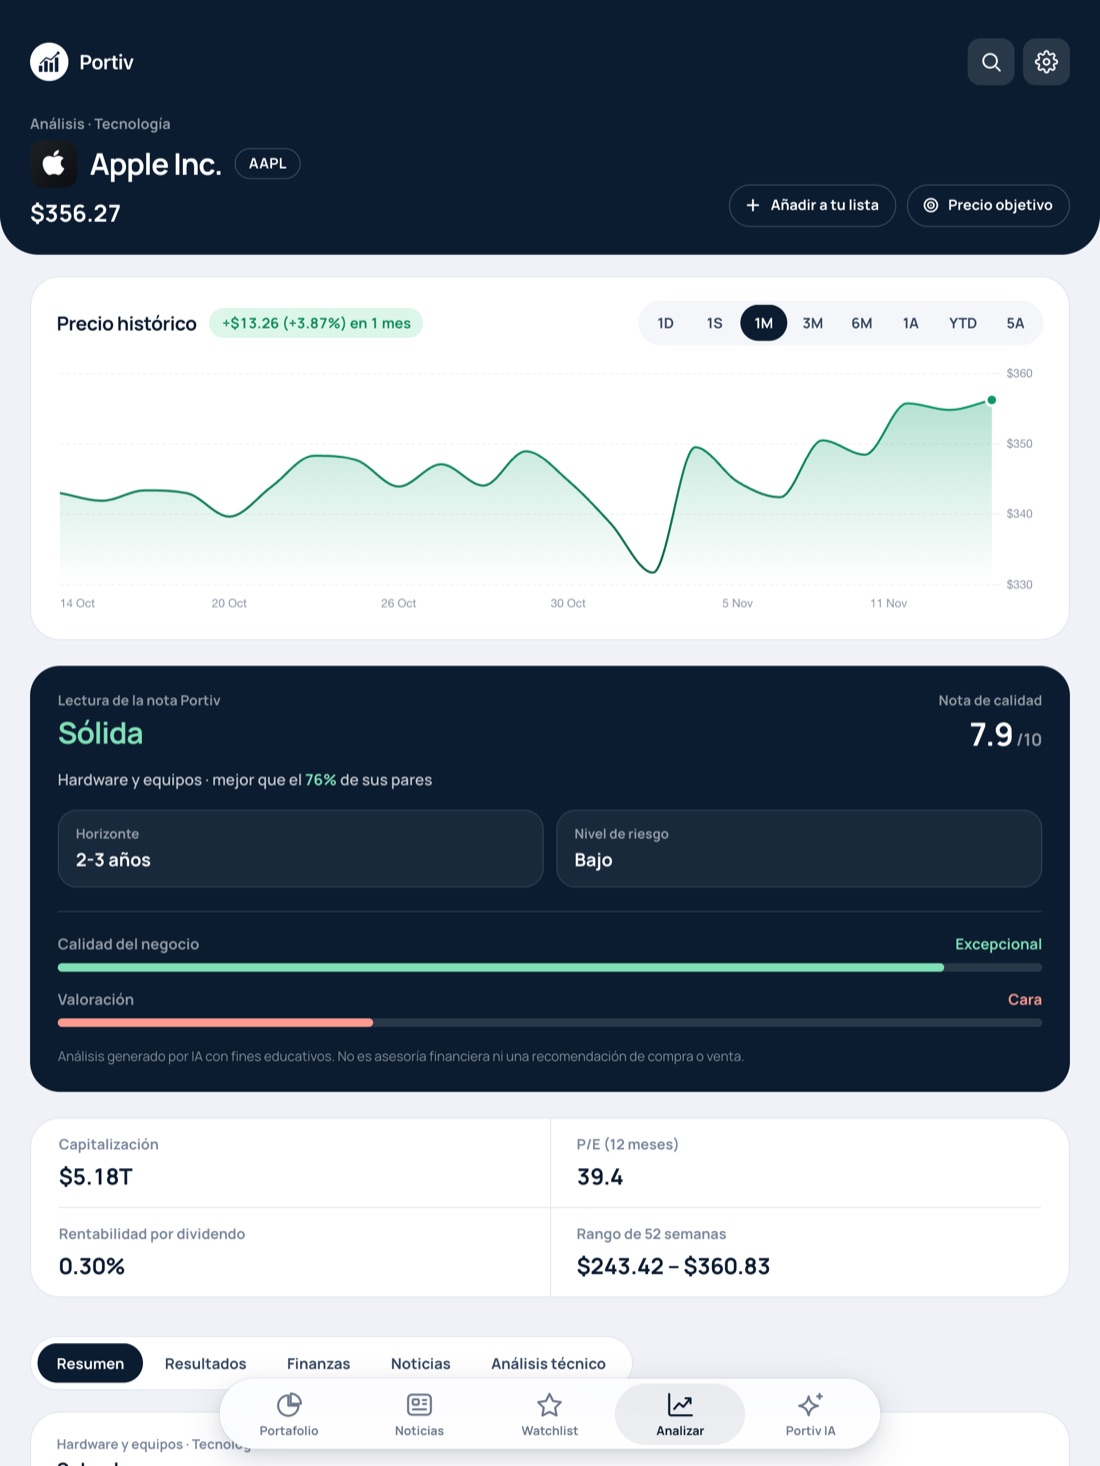 Portiv
Análisis · Tecnología
Apple Inc. AAPL
$356.27
Añadir a tu lista
Precio objetivo
Precio histórico
+$13.26 (+3.87%) en 1 mes
1D 1S 1M 3M 6M 1A YTD 5A
$360
$350
$340
$330
14 Oct 20 Oct 26 Oct 30 Oct 5 Nov 11 Nov
Lectura de la nota Portiv
Sólida
Nota de calidad
7.9 /10
Hardware y equipos · mejor que el 76% de sus pares
Horizonte
2-3 años
Nivel de riesgo
Bajo
Calidad del negocio
Excepcional
Valoración
Cara
Análisis generado por IA con fines educativos. No es asesoría financiera ni una recomendación de compra o venta.
Capitalización
$5.18T
P/E (12 meses)
39.4
Rentabilidad por dividendo
0.30%
Rango de 52 semanas
$243.42 – $360.83
Resumen Resultados Finanzas Noticias Análisis técnico
Portafolio Noticias Watchlist Analizar Portiv IA
Hardware y equipos ·